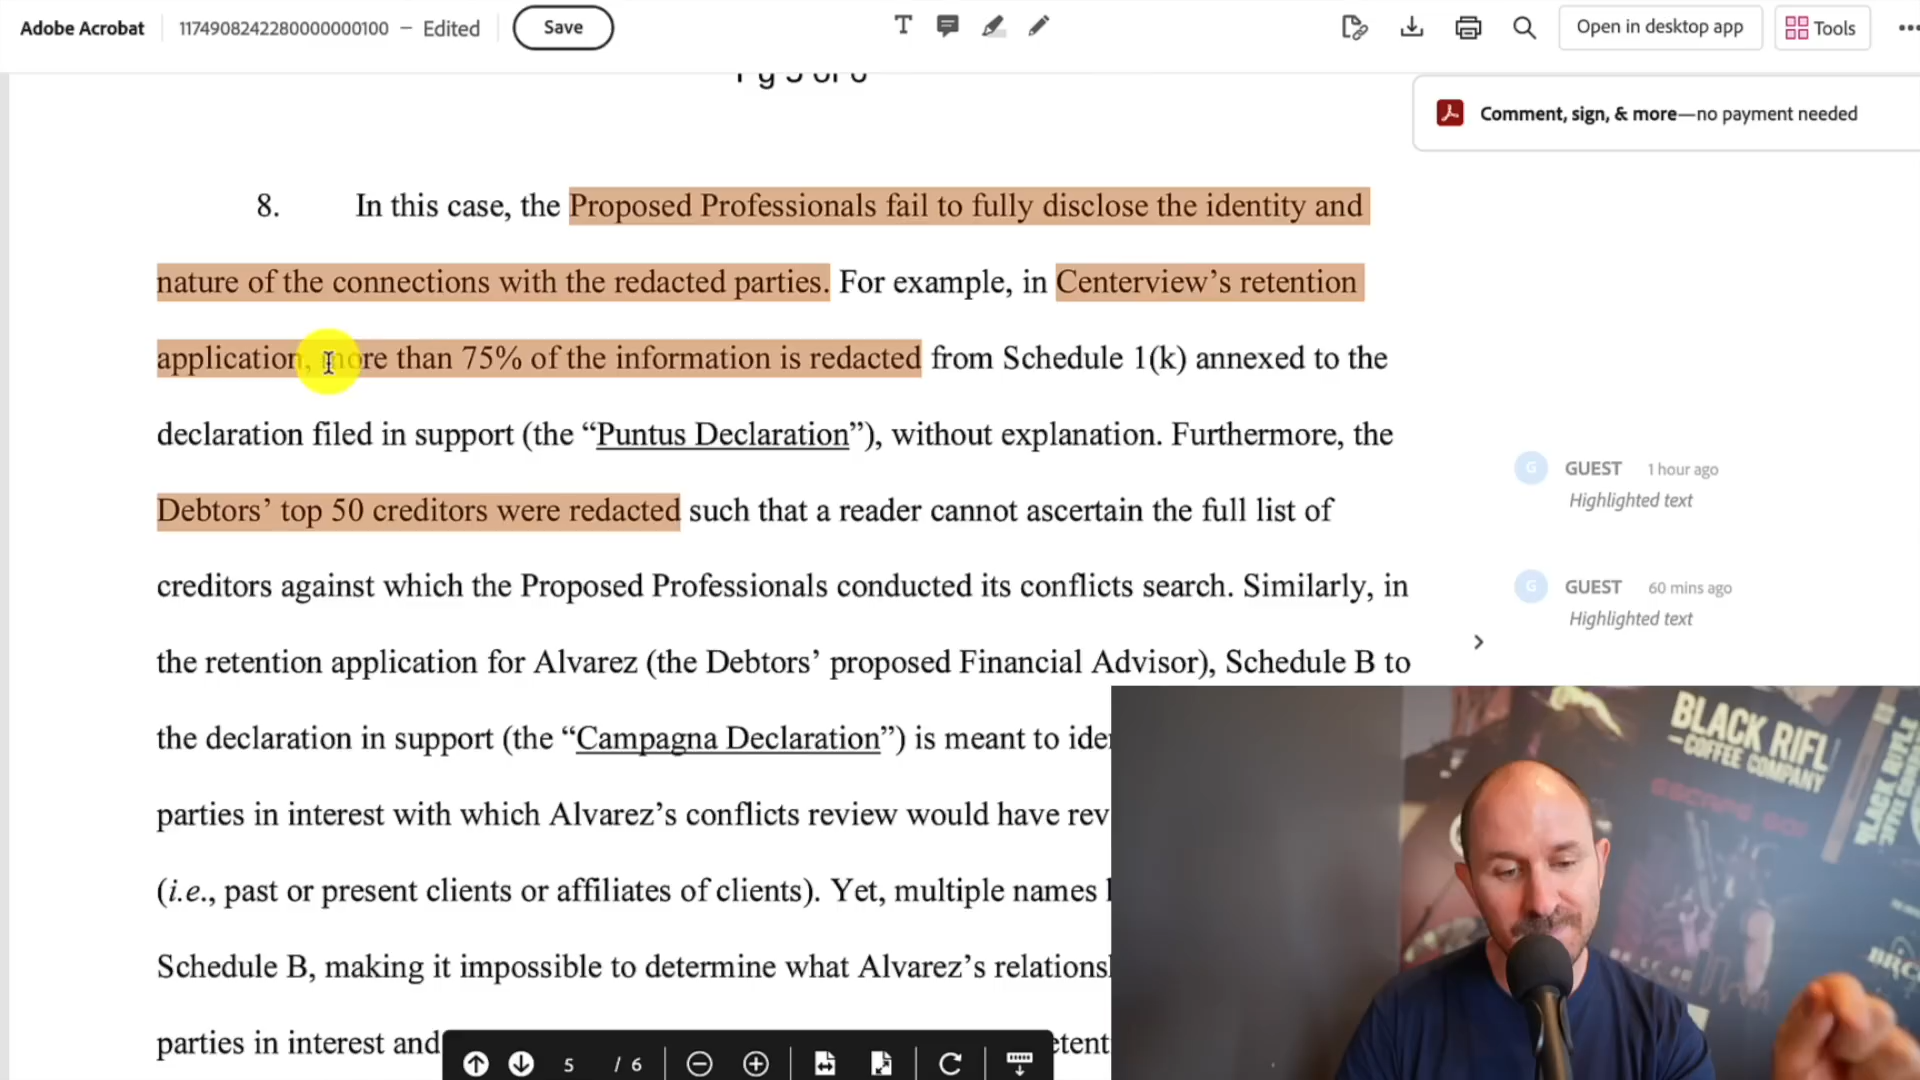 Adobe Acrobat
1174908242280000000100 — Edited
Save
Open in desktop app
Tools
Pg 5 of 6
Comment, sign, & more—no payment needed
8. In this case, the Proposed Professionals fail to fully disclose the identity and
nature of the connections with the redacted parties. For example, in Centerview’s retention
application, more than 75% of the information is redacted from Schedule 1(k) annexed to the
declaration filed in support (the “Puntus Declaration”), without explanation. Furthermore, the
Debtors’ top 50 creditors were redacted such that a reader cannot ascertain the full list of
creditors against which the Proposed Professionals conducted its conflicts search. Similarly, in
the retention application for Alvarez (the Debtors’ proposed Financial Advisor), Schedule B to
the declaration in support (the “Campagna Declaration”) is meant to
parties in interest with which Alvarez’s conflicts review would have
(i.e., past or present clients or affiliates of clients). Yet, multiple names
Schedule B, making it impossible to determine what Alvarez’s
parties in interest and
G GUEST 1 hour ago
Highlighted text
G GUEST 60 mins ago
Highlighted text
5 / 6
BLACK RIFL
COFFEE COMPANY
BLACK RIFLE